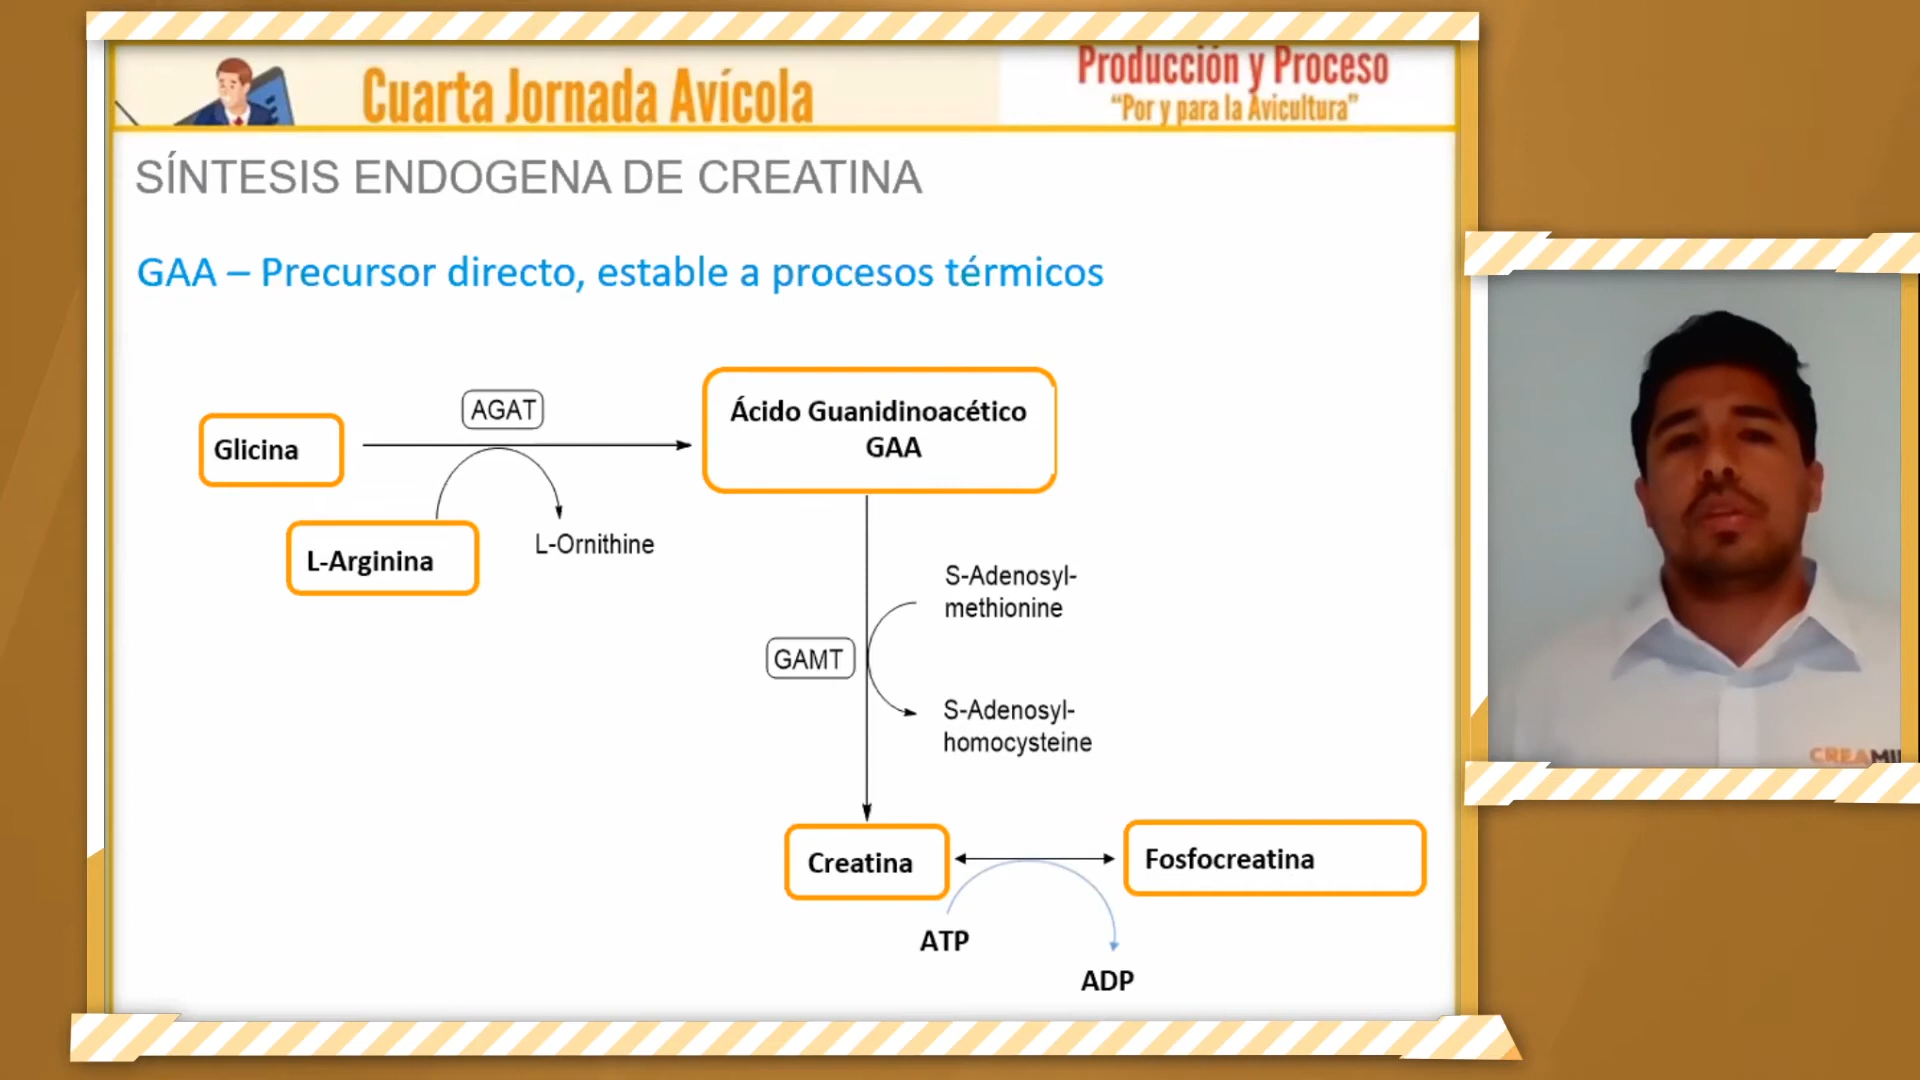 Cuarta Jornada Avícola
Producción y Proceso
“Por y para la Avicultura”
SÍNTESIS ENDOGENA DE CREATINA
GAA – Precursor directo, estable a procesos térmicos
AGAT
Ácido Guanidinoacético
GAA
Glicina
L-Arginina
L-Ornithine
S-Adenosyl-
methionine
GAMT
S-Adenosyl-
homocysteine
Creatina
Fosfocreatina
ATP
ADP